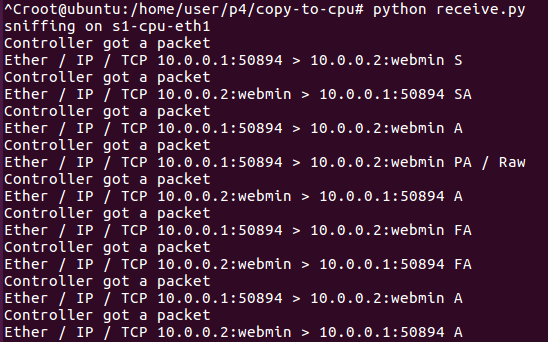 ^Croot@ubuntu:/home/user/p4/copy-to-cpu# python receive.py
sniffing on s1-cpu-eth1
Controller got a packet
Ether / IP / TCP 10.0.0.1:50894 > 10.0.0.2:webmin S
Controller got a packet
Ether / IP / TCP 10.0.0.2:webmin > 10.0.0.1:50894 SA
Controller got a packet
Ether / IP / TCP 10.0.0.1:50894 > 10.0.0.2:webmin A
Controller got a packet
Ether / IP / TCP 10.0.0.1:50894 > 10.0.0.2:webmin PA / Raw
Controller got a packet
Ether / IP / TCP 10.0.0.2:webmin > 10.0.0.1:50894 A
Controller got a packet
Ether / IP / TCP 10.0.0.1:50894 > 10.0.0.2:webmin FA
Controller got a packet
Ether / IP / TCP 10.0.0.2:webmin > 10.0.0.1:50894 FA
Controller got a packet
Ether / IP / TCP 10.0.0.1:50894 > 10.0.0.2:webmin A
Controller got a packet
Ether / IP / TCP 10.0.0.2:webmin > 10.0.0.1:50894 A